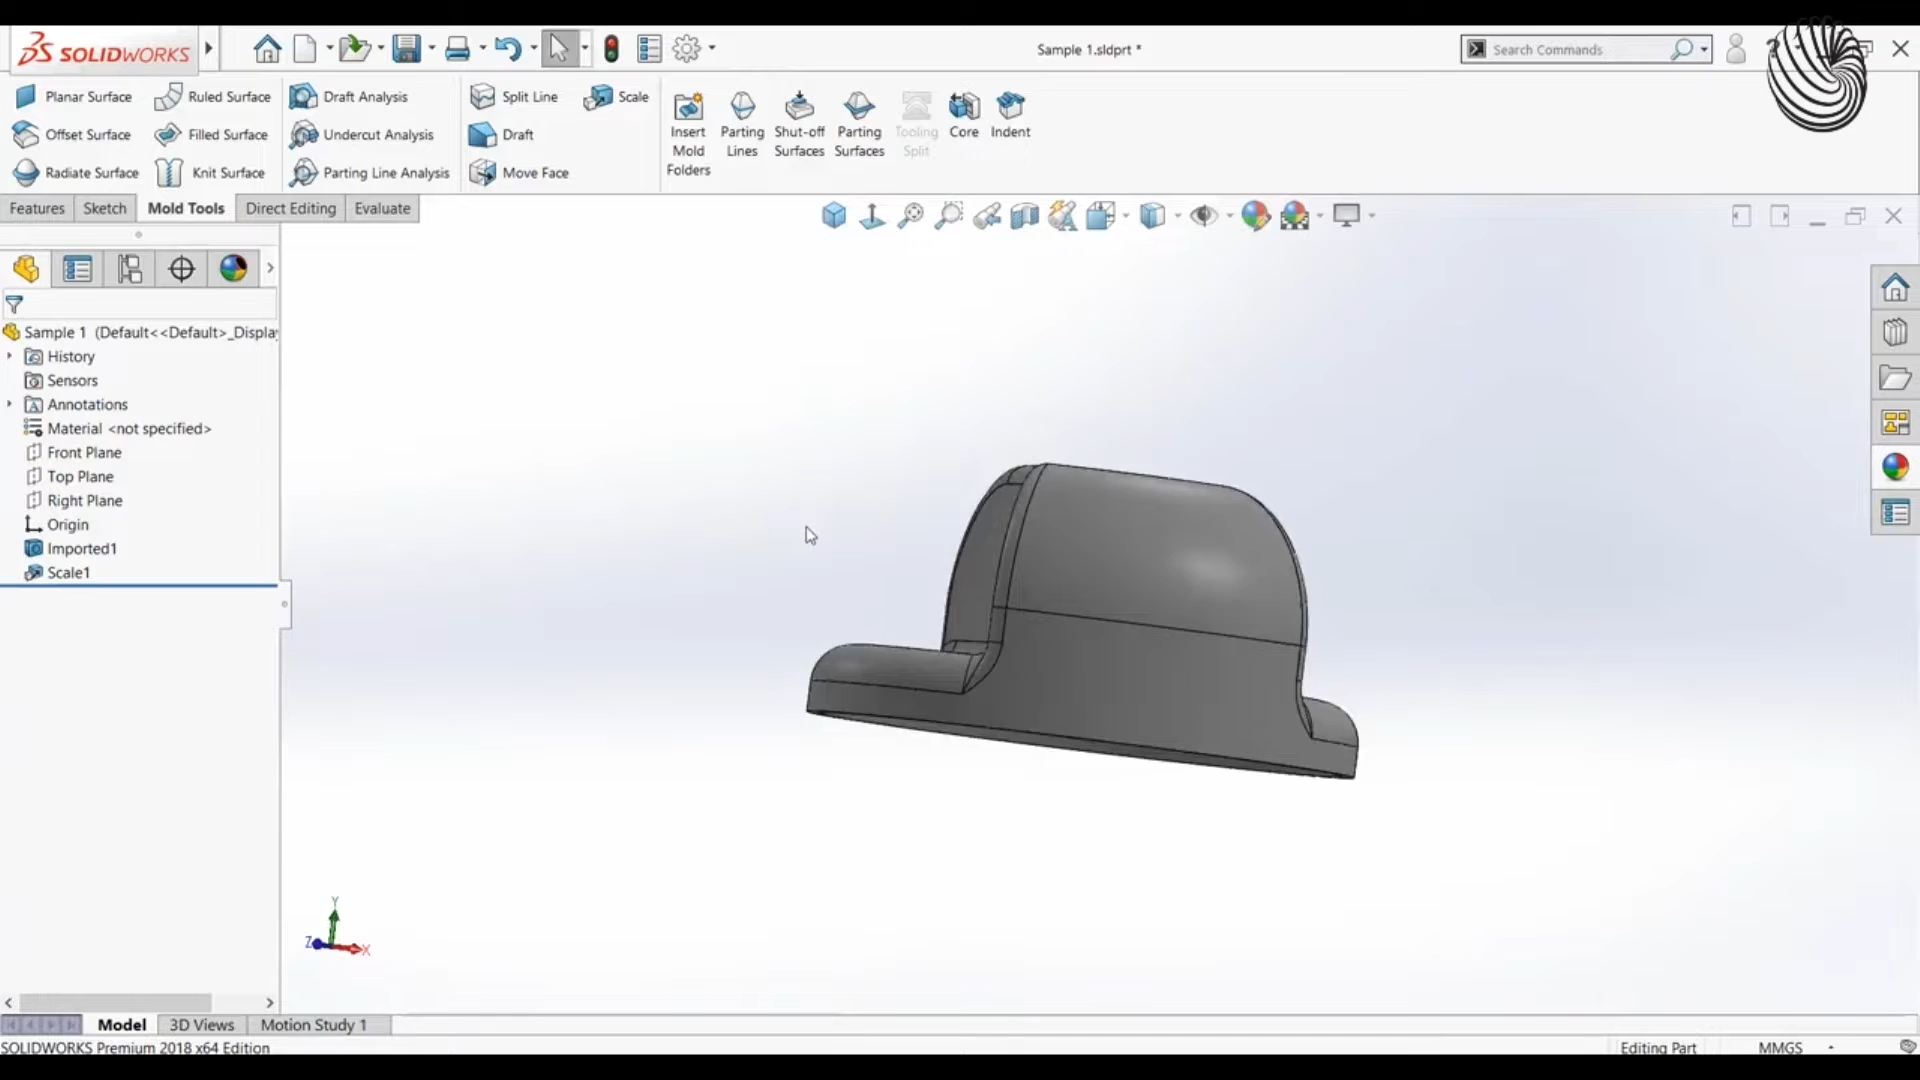 SOLIDWORKS
Sample 1.sldprt *
Search Commands
?
Planar Surface
Ruled Surface
Draft Analysis
Split Line
Scale
Offset Surface
Filled Surface
Undercut Analysis
Draft
Radiate Surface
Knit Surface
Parting Line Analysis
Move Face
Insert
Mold
Folders
Parting
Lines
Shut-off
Surfaces
Parting
Surfaces
Tooling
Split
Core
Indent
Features
Sketch
Mold Tools
Direct Editing
Evaluate
Sample 1 (Default<<Default>_Display
History
Sensors
Annotations
Material <not specified>
Front Plane
Top Plane
Right Plane
Origin
Imported1
Scale1
Y
Z
X
Model
3D Views
Motion Study 1
SOLIDWORKS Premium 2018 x64 Edition
Editing Part
MMGS